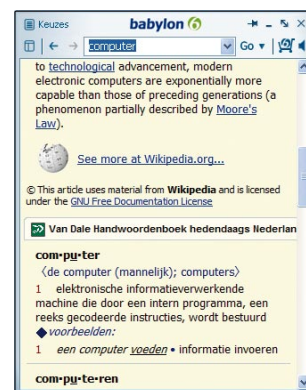 Keuzes
babylon 6
computer
Go
to technological advancement, modern
electronic computers are exponentially more
capable than those of preceding generations (a
phenomenon partially described by Moore's
Law).
See more at Wikipedia.org...
© This article uses material from Wikipedia and is licensed
under the GNU Free Documentation License
Van Dale Handwoordenboek hedendaags Nederlan
com•pu•ter
〈de computer (mannelijk); computers〉
1 elektronische informatieverwerkende
machine die door een intern programma, een
reeks gecodeerde instructies, wordt bestuurd
◆voorbeelden:
1 een computer voeden • informatie invoeren
com•pu•te•ren